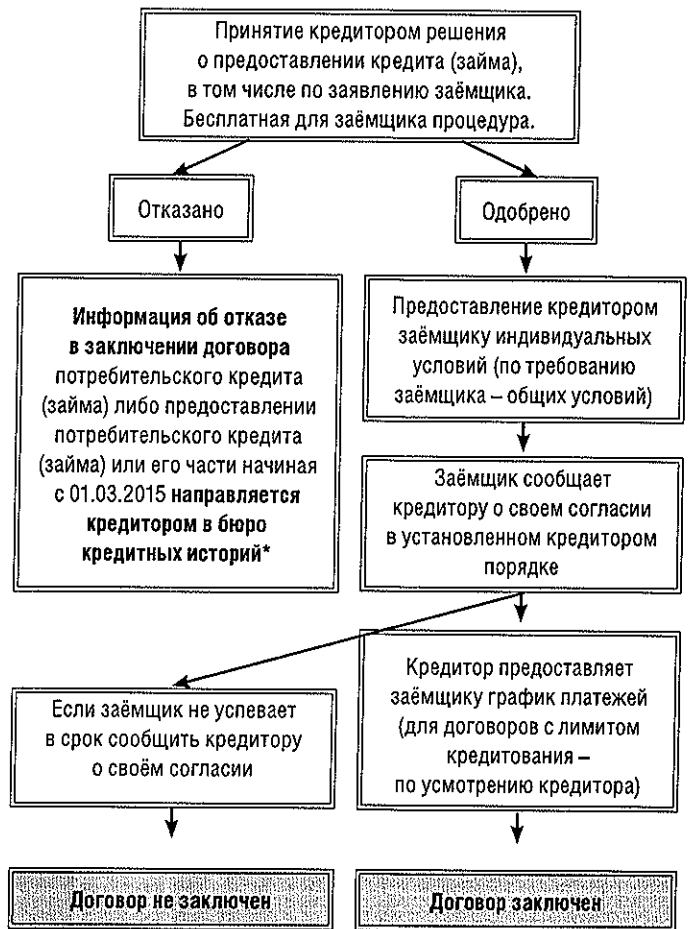 Принятие кредитором решения
о предоставлении кредита (займа),
в том числе по заявлению заёмщика.
Бесплатная для заёмщика процедура.
Отказано
Одобрено
Информация об отказе
в заключении договора
потребительского кредита
(займа) либо предоставлении
потребительского кредита
(займа) или его части начиная
с 01.03.2015 направляется
кредитором в бюро
кредитных историй*
Предоставление кредитором
заёмщику индивидуальных
условий (по требованию
заёмщика – общих условий)
Заёмщик сообщает
кредитору о своем согласии
в установленном кредитором
порядке
Если заёмщик не успевает
в срок сообщить кредитору
о своём согласии
Кредитор предоставляет
заёмщику график платежей
(для договоров с лимитом
кредитования –
по усмотрению кредитора)
Договор не заключен
Договор заключен